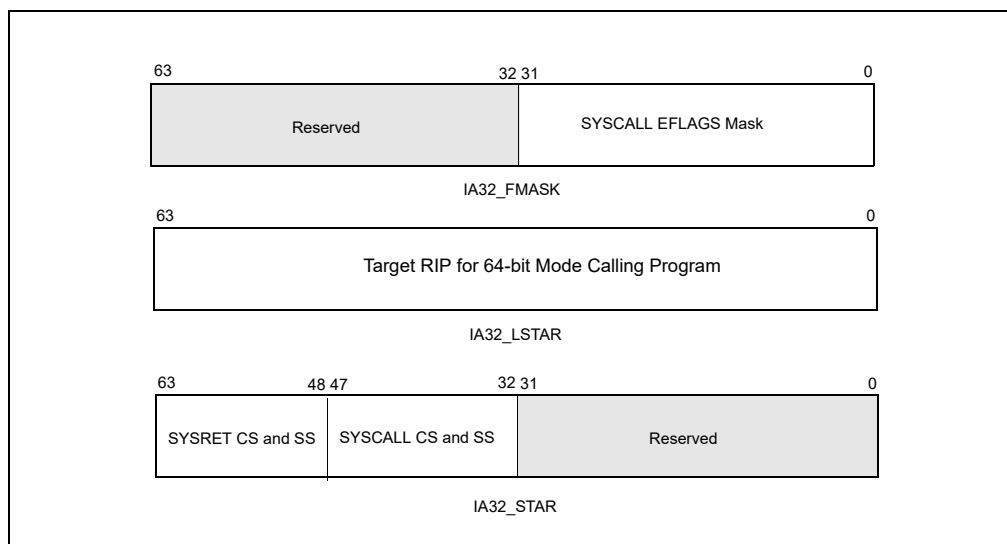 63 32 31 0
Reserved SYSCALL EFLAGS Mask
IA32_FMASK
63 0
Target RIP for 64-bit Mode Calling Program
IA32_LSTAR
63 48 47 32 31 0
SYSRET CS and SS SYSCALL CS and SS Reserved
IA32_STAR